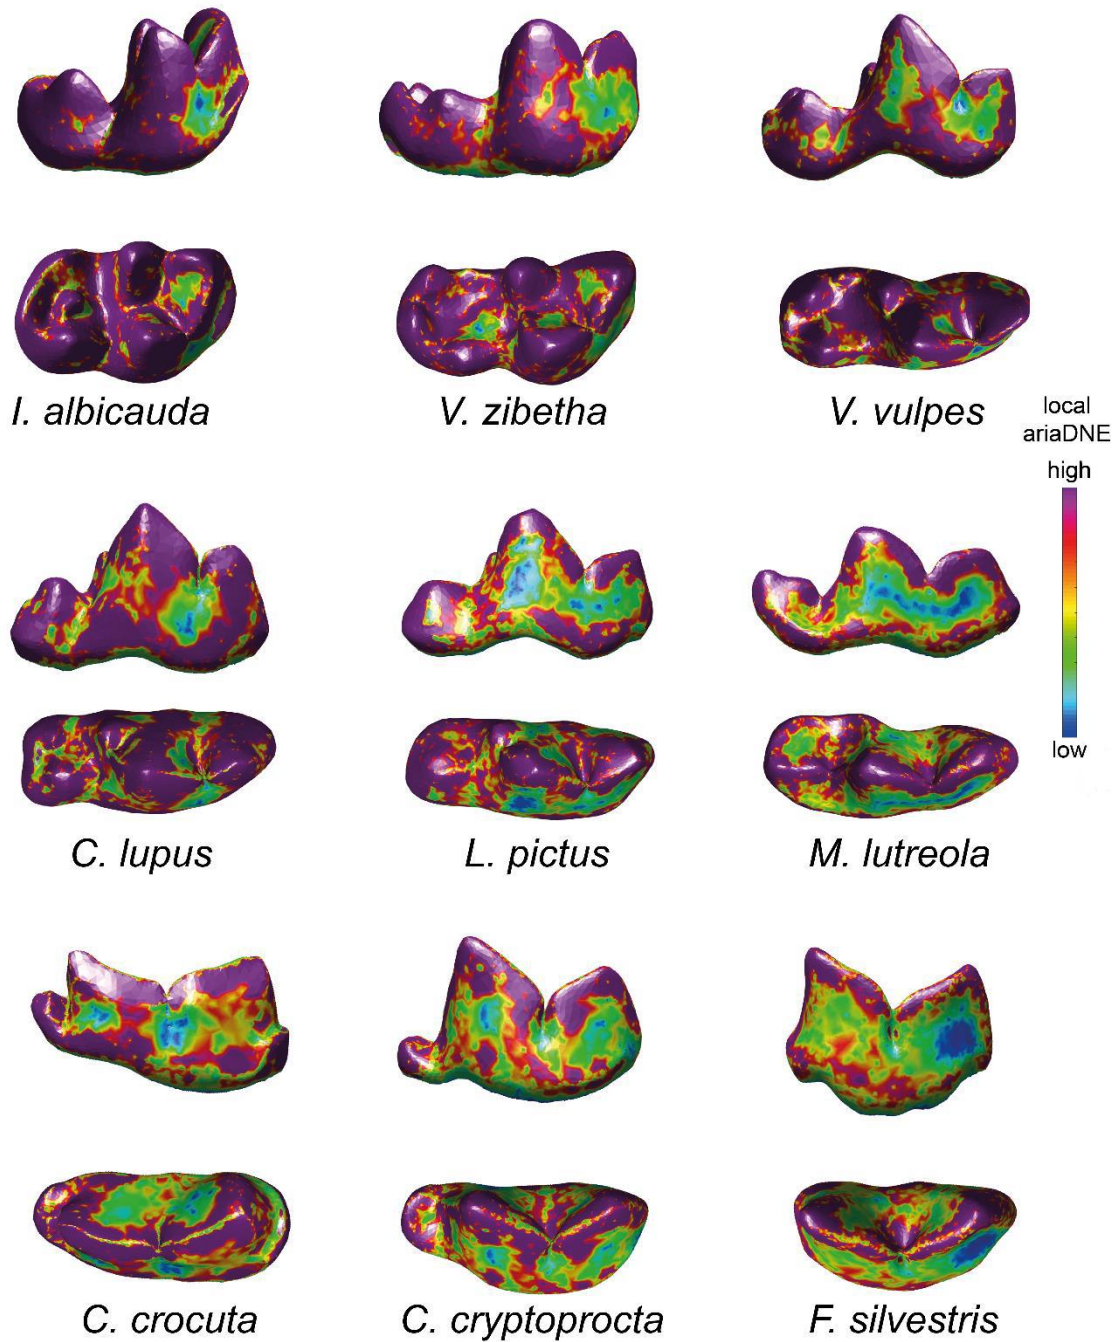 I. albicauda
V. zibetha
V. vulpes
local
ariaDNE
high
low
C. lupus
L. pictus
M. lutreola
C. crocuta
C. cryptoprocta
F. silvestris